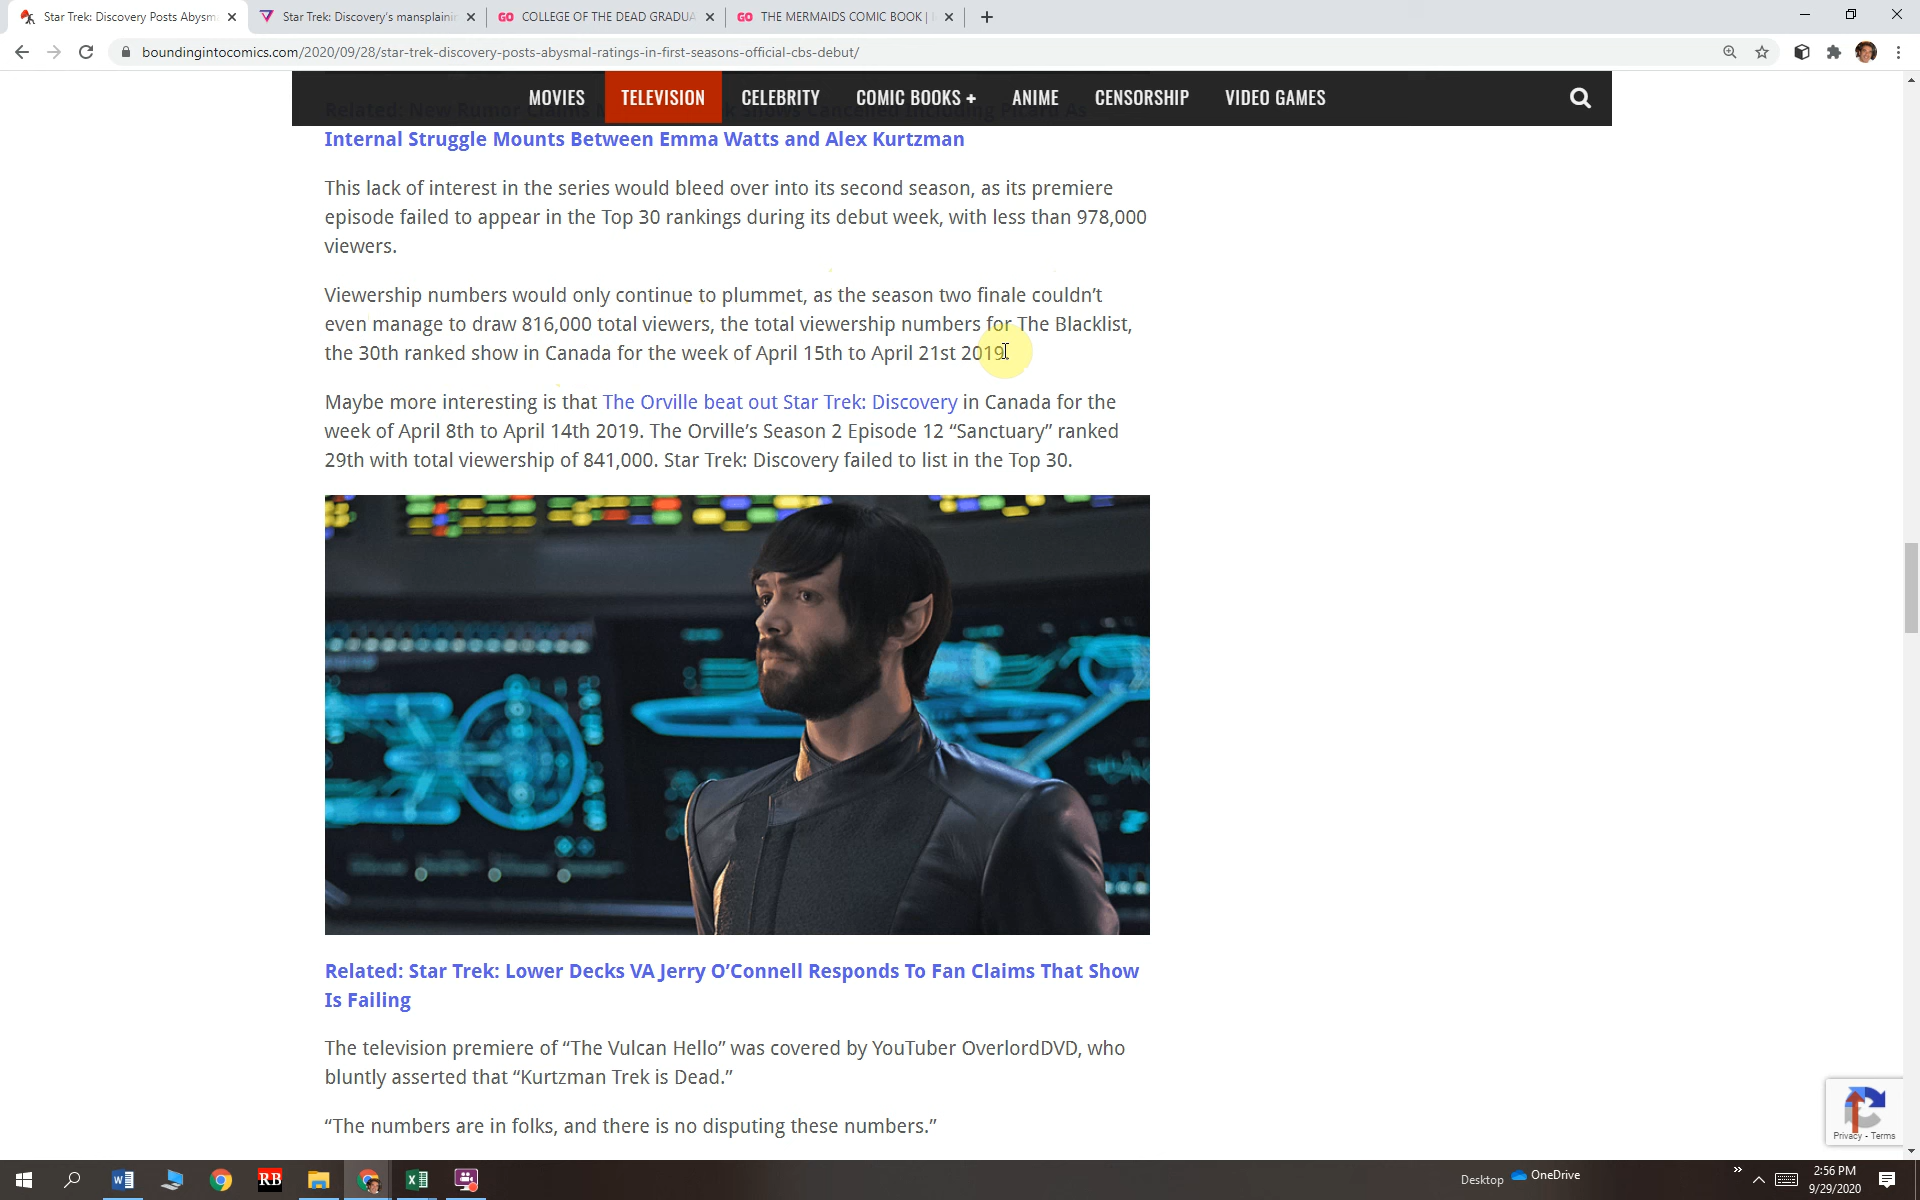 Star Trek: Discovery Posts Abysm
Star Trek: Discovery's mansplainin
GO COLLEGE OF THE DEAD GRADUA
GO THE MERMAIDS COMIC BOOK |
boundingintocomics.com/2020/09/28/star-trek-discovery-posts-abysmal-ratings-in-first-seasons-official-cbs-debut/
MOVIES TELEVISION CELEBRITY COMIC BOOKS + ANIME CENSORSHIP VIDEO GAMES
Related: New Rumor Claims
Internal Struggle Mounts Between Emma Watts and Alex Kurtzman
This lack of interest in the series would bleed over into its second season, as its premiere
episode failed to appear in the Top 30 rankings during its debut week, with less than 978,000
viewers.
Viewership numbers would only continue to plummet, as the season two finale couldn’t
even manage to draw 816,000 total viewers, the total viewership numbers for The Blacklist,
the 30th ranked show in Canada for the week of April 15th to April 21st 2019.
Maybe more interesting is that The Orville beat out Star Trek: Discovery in Canada for the
week of April 8th to April 14th 2019. The Orville’s Season 2 Episode 12 “Sanctuary” ranked
29th with total viewership of 841,000. Star Trek: Discovery failed to list in the Top 30.
Related: Star Trek: Lower Decks VA Jerry O’Connell Responds To Fan Claims That Show
Is Failing
The television premiere of “The Vulcan Hello” was covered by YouTuber OverlordDVD, who
bluntly asserted that “Kurtzman Trek is Dead.”
“The numbers are in folks, and there is no disputing these numbers.”
Privacy - Terms
RB
Desktop
OneDrive
2:56 PM
9/29/2020